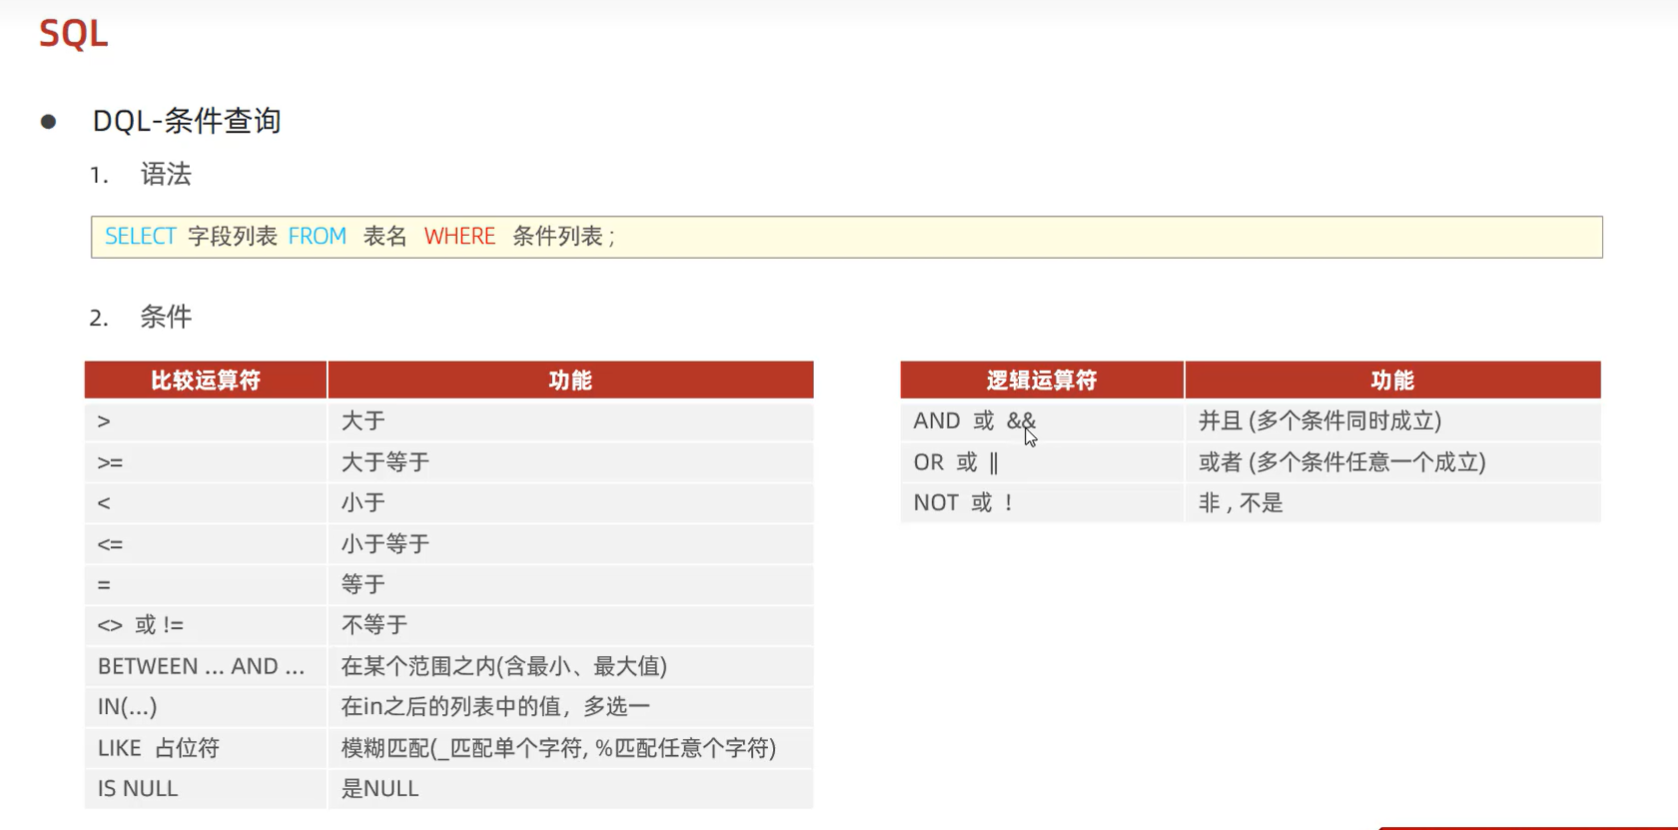 SQL
● DQL-条件查询
1. 语法
SELECT 字段列表 FROM 表名 WHERE 条件列表 ;
2. 条件
比较运算符 功能
> 大于
>= 大于等于
< 小于
<= 小于等于
= 等于
<> 或 != 不等于
BETWEEN ... AND ... 在某个范围之内(含最小、最大值)
IN(...) 在in之后的列表中的值，多选一
LIKE 占位符 模糊匹配(_匹配单个字符, %匹配任意个字符)
IS NULL 是NULL
逻辑运算符 功能
AND 或 && 并且 (多个条件同时成立)
OR 或 || 或者 (多个条件任意一个成立)
NOT 或 ! 非 , 不是